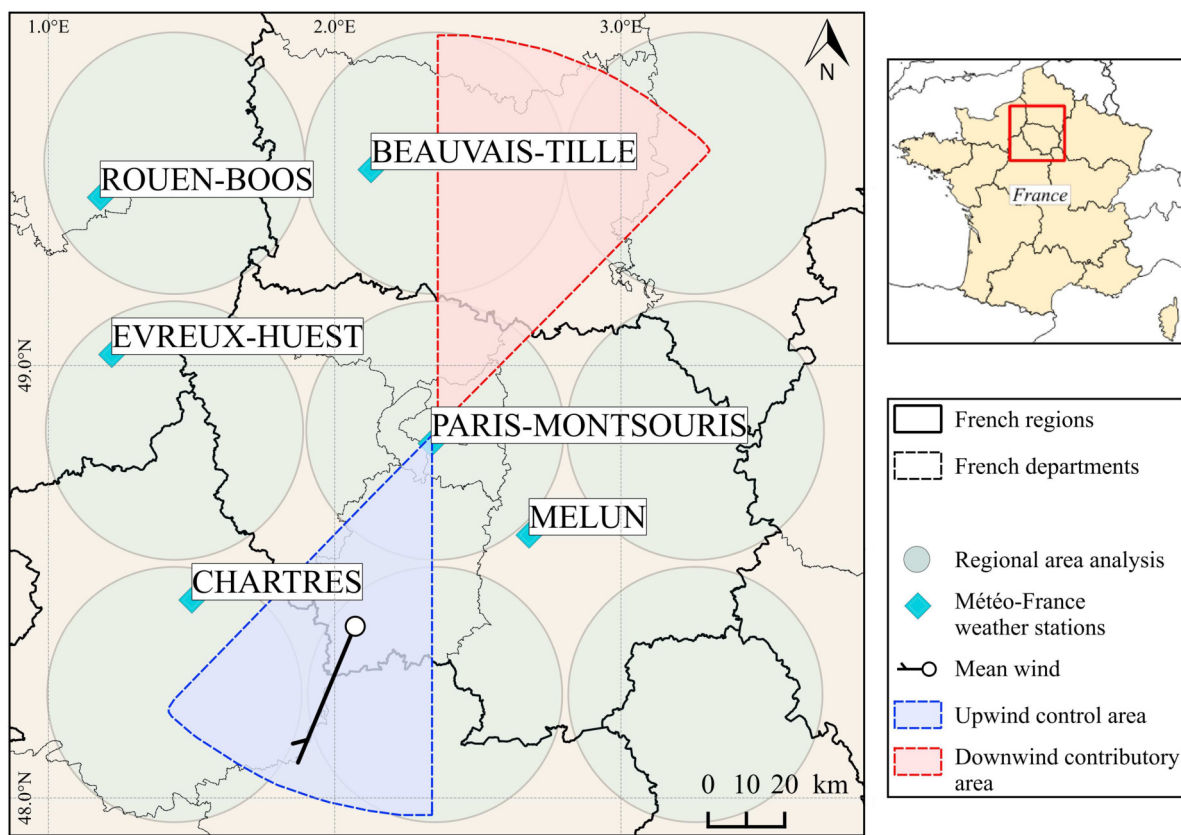 1.0°E
2.0°E
3.0°E
N
BEAUVAIS-TILLE
ROUEN-BOOS
EVREUX-HUEST
49.0°N
PARIS-MONTSOURIS
MELUN
CHARTRES
48.0°N
0 10 20 km
France
French regions
French departments
Regional area analysis
Météo-France
weather stations
Mean wind
Upwind control area
Downwind contributory
area